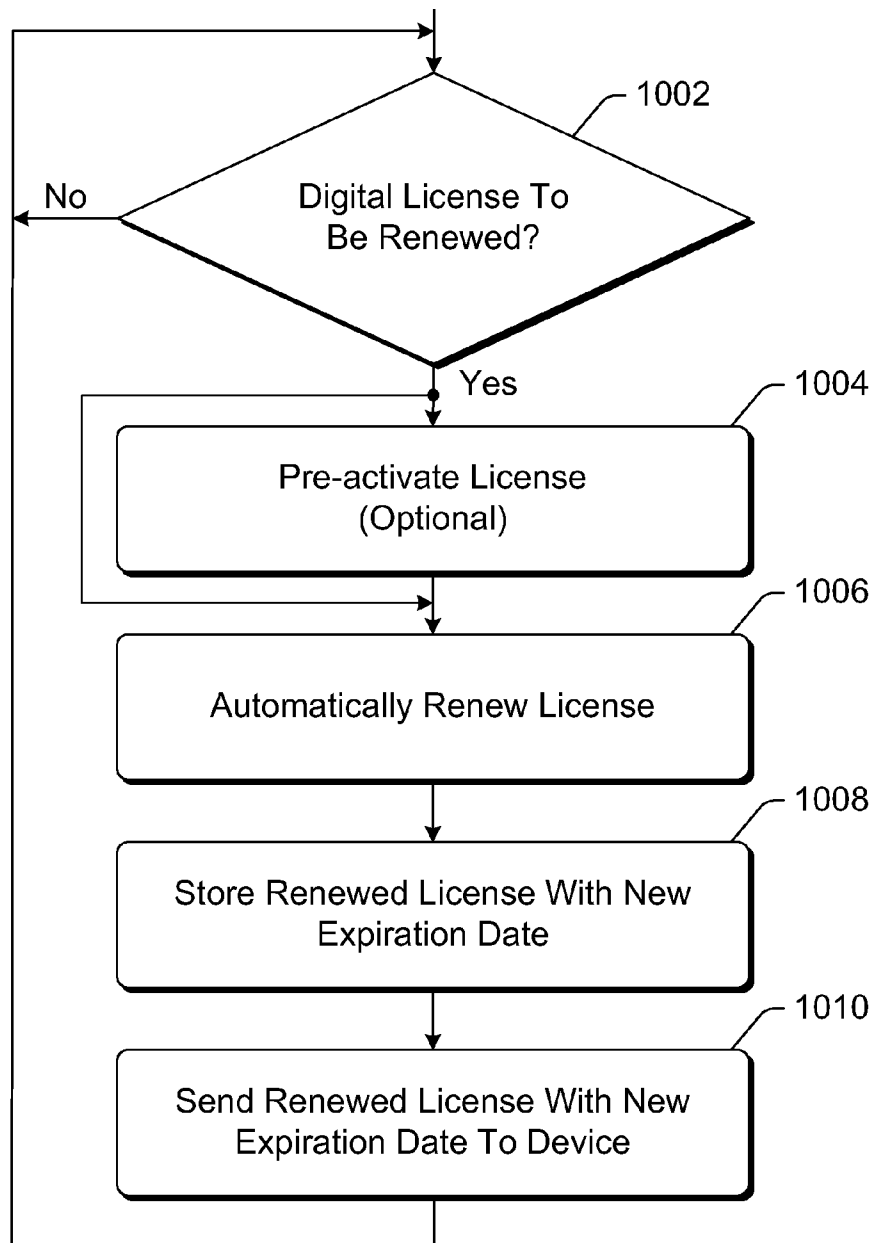 1002
Digital License To
Be Renewed?
No
Yes
1004
Pre-activate License
(Optional)
1006
Automatically Renew License
1008
Store Renewed License With New
Expiration Date
1010
Send Renewed License With New
Expiration Date To Device